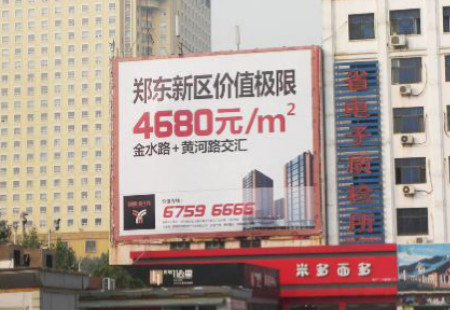 郑东新区价值极限
4680元/m²
金水路+黄河路交汇
6759 6666
省电子质检所
米多面多